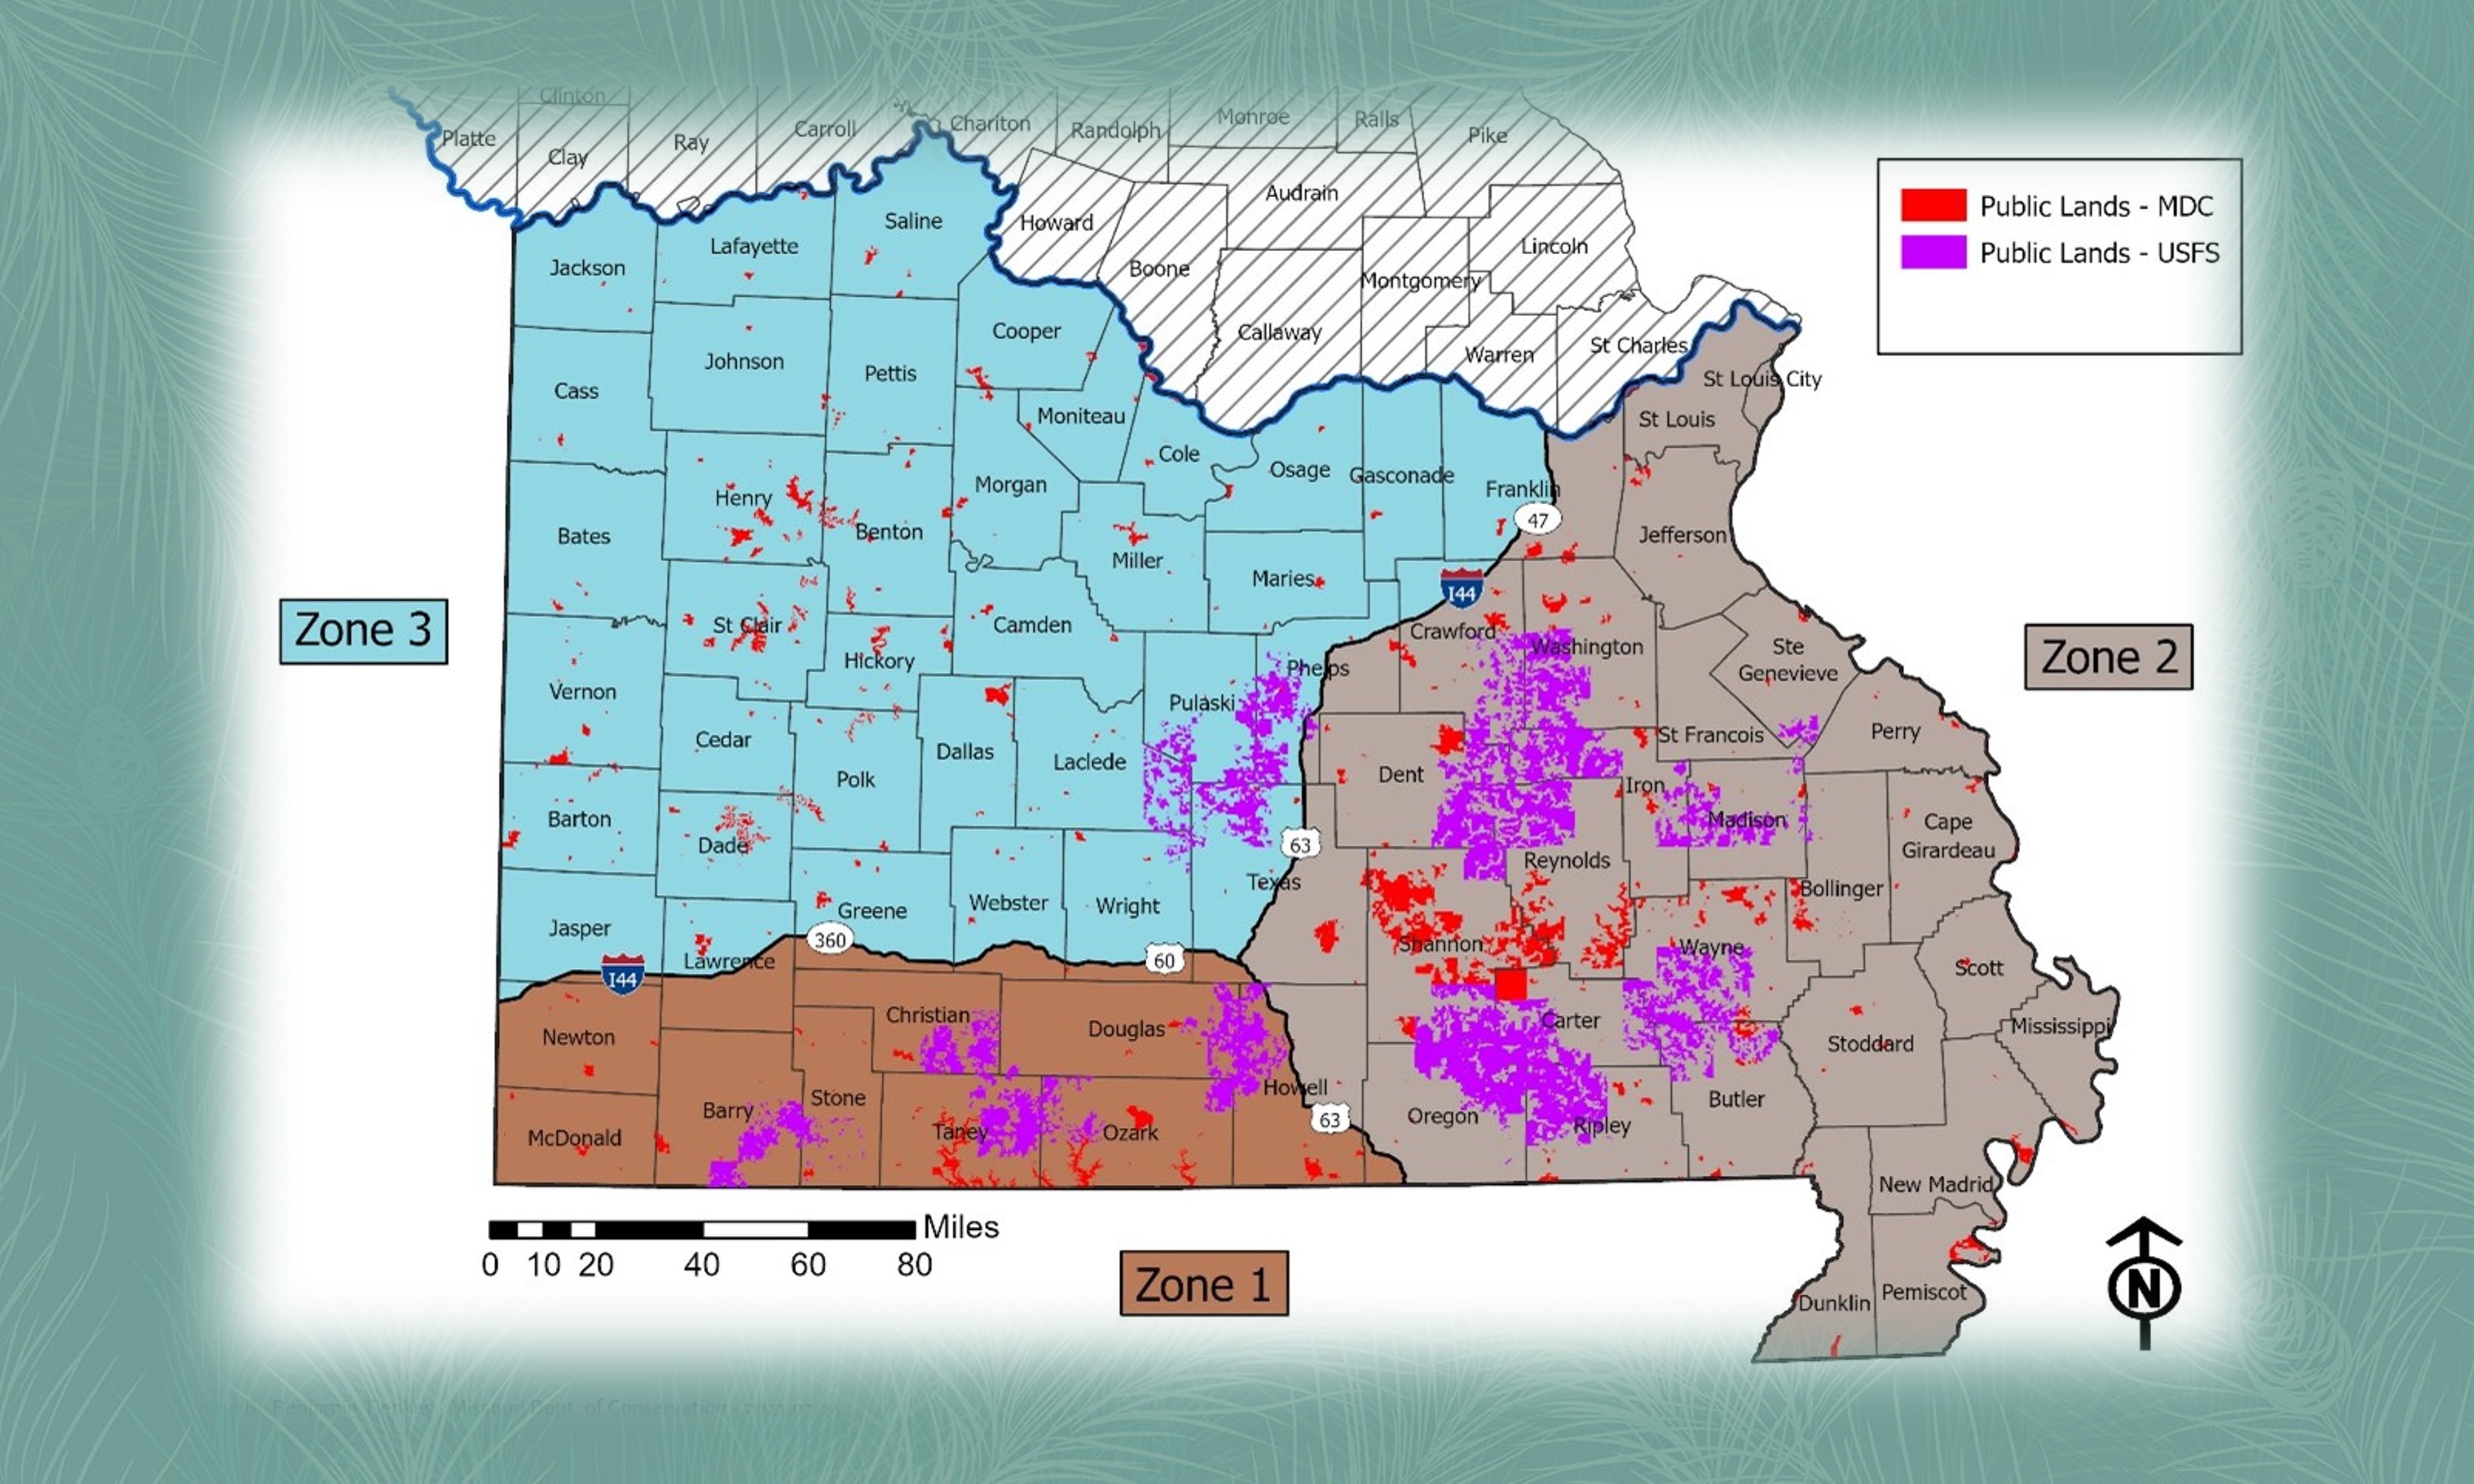 Clinton
Platte
Clay
Ray
Carroll
Chariton
Randolph
Monroe
Ralls
Pike
Audrain
Howard
Boone
Callaway
Montgomery
Lincoln
Warren
St Charles
Public Lands - MDC
Public Lands - USFS
Jackson
Lafayette
Saline
Cooper
Johnson
Pettis
Cass
Moniteau
Cole
Osage
Gasconade
Franklin
47
St Louis City
St Louis
Jefferson
Henry
Benton
Morgan
Miller
Maries
Bates
I44
Zone 3
St Clair
Hickory
Camden
Crawford
Washington
Ste
Genevieve
Zone 2
Vernon
Cedar
Polk
Dallas
Laclede
Pulaski
Phelps
Dent
St Francois
Perry
Iron
Madison
Barton
Dade
63
Reynolds
Cape
Girardeau
Bollinger
Jasper
Lawrence
Greene
360
Webster
Wright
60
Texas
Shannon
Wayne
Scott
I44
Newton
Christian
Douglas
Howell
Carter
Stoddard
Mississippi
McDonald
Barry
Stone
Taney
Ozark
63
Oregon
Ripley
Butler
New Madrid
Dunklin
Pemiscot
Miles
0 10 20 40 60 80
Zone 1
N